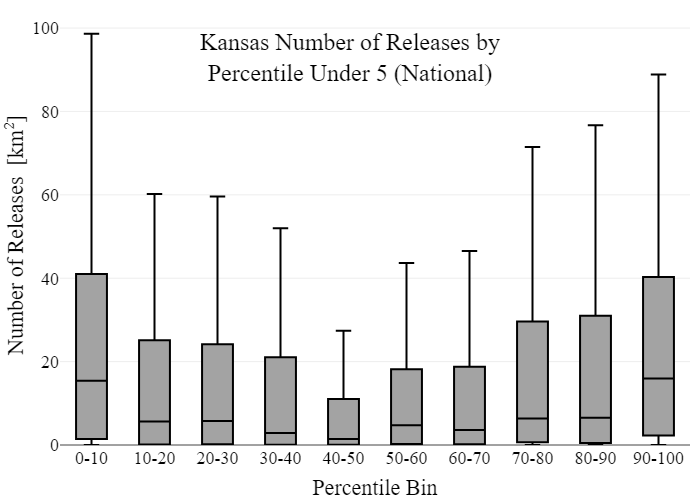 Kansas Number of Releases by
Percentile Under 5 (National)
Number of Releases [km²]
100
80
60
40
20
0
0-10 10-20 20-30 30-40 40-50 50-60 60-70 70-80 80-90 90-100
Percentile Bin